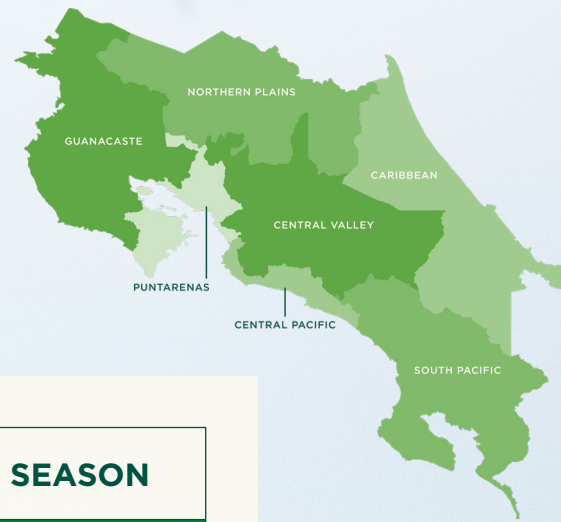 NORTHERN PLAINS
GUANACASTE
CARIBBEAN
CENTRAL VALLEY
PUNTARENAS
CENTRAL PACIFIC
SOUTH PACIFIC
SEASON